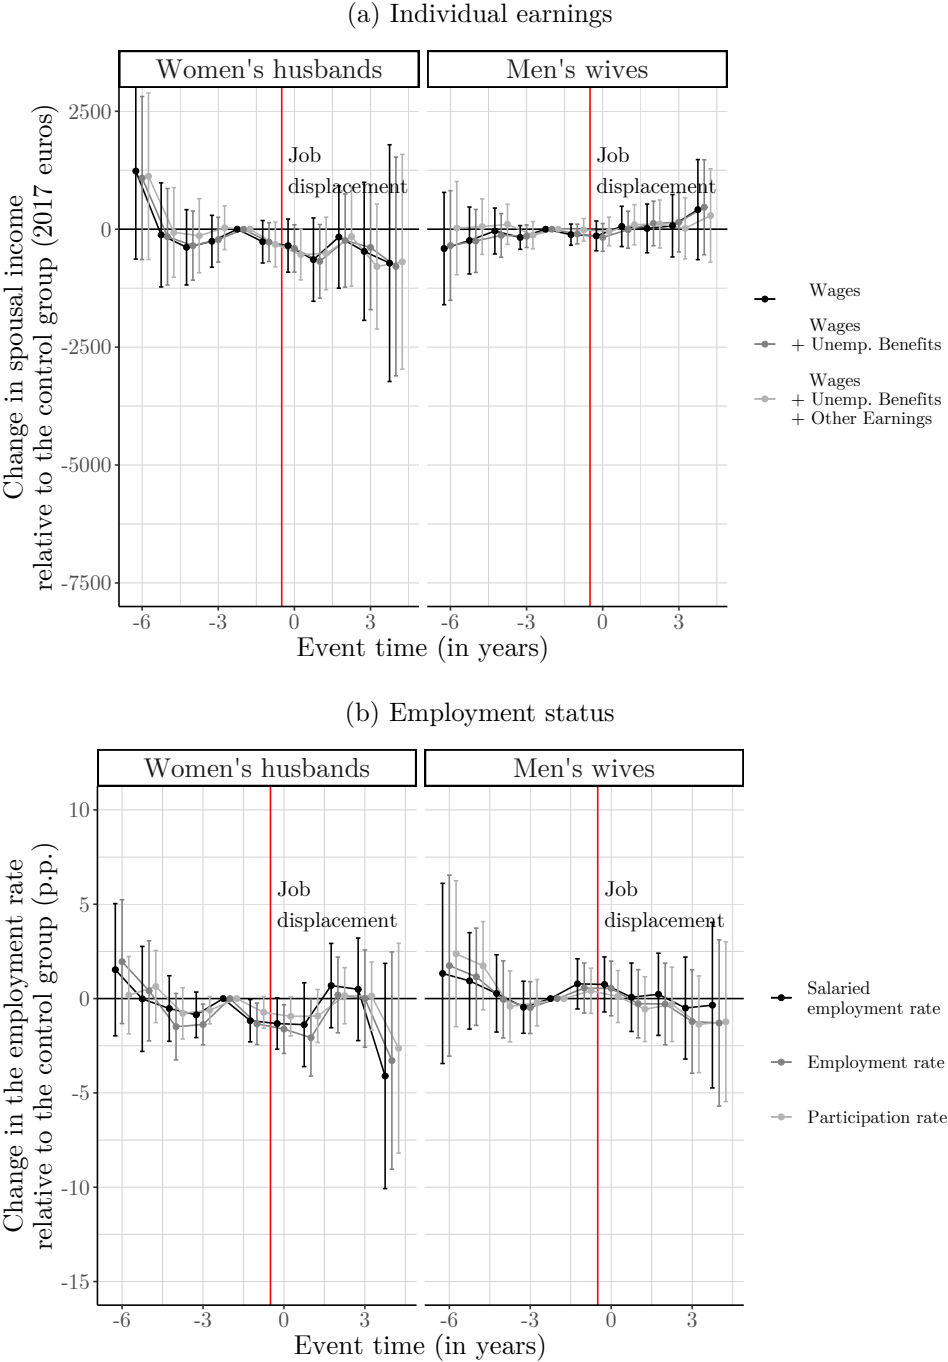 (a) Individual earnings
Women's husbands
Men's wives
Change in spousal income
relative to the control group (2017 euros)
2500
0
-2500
-5000
-7500
Job
displacement
Job
displacement
-6
-3
0
3
-6
-3
0
3
Event time (in years)
Wages
Wages
+ Unemp. Benefits
Wages
+ Unemp. Benefits
+ Other Earnings
(b) Employment status
Women's husbands
Men's wives
Change in the employment rate
relative to the control group (p.p.)
10
5
0
-5
-10
-15
Job
displacement
Job
displacement
-6
-3
0
3
-6
-3
0
3
Event time (in years)
Salaried
employment rate
Employment rate
Participation rate